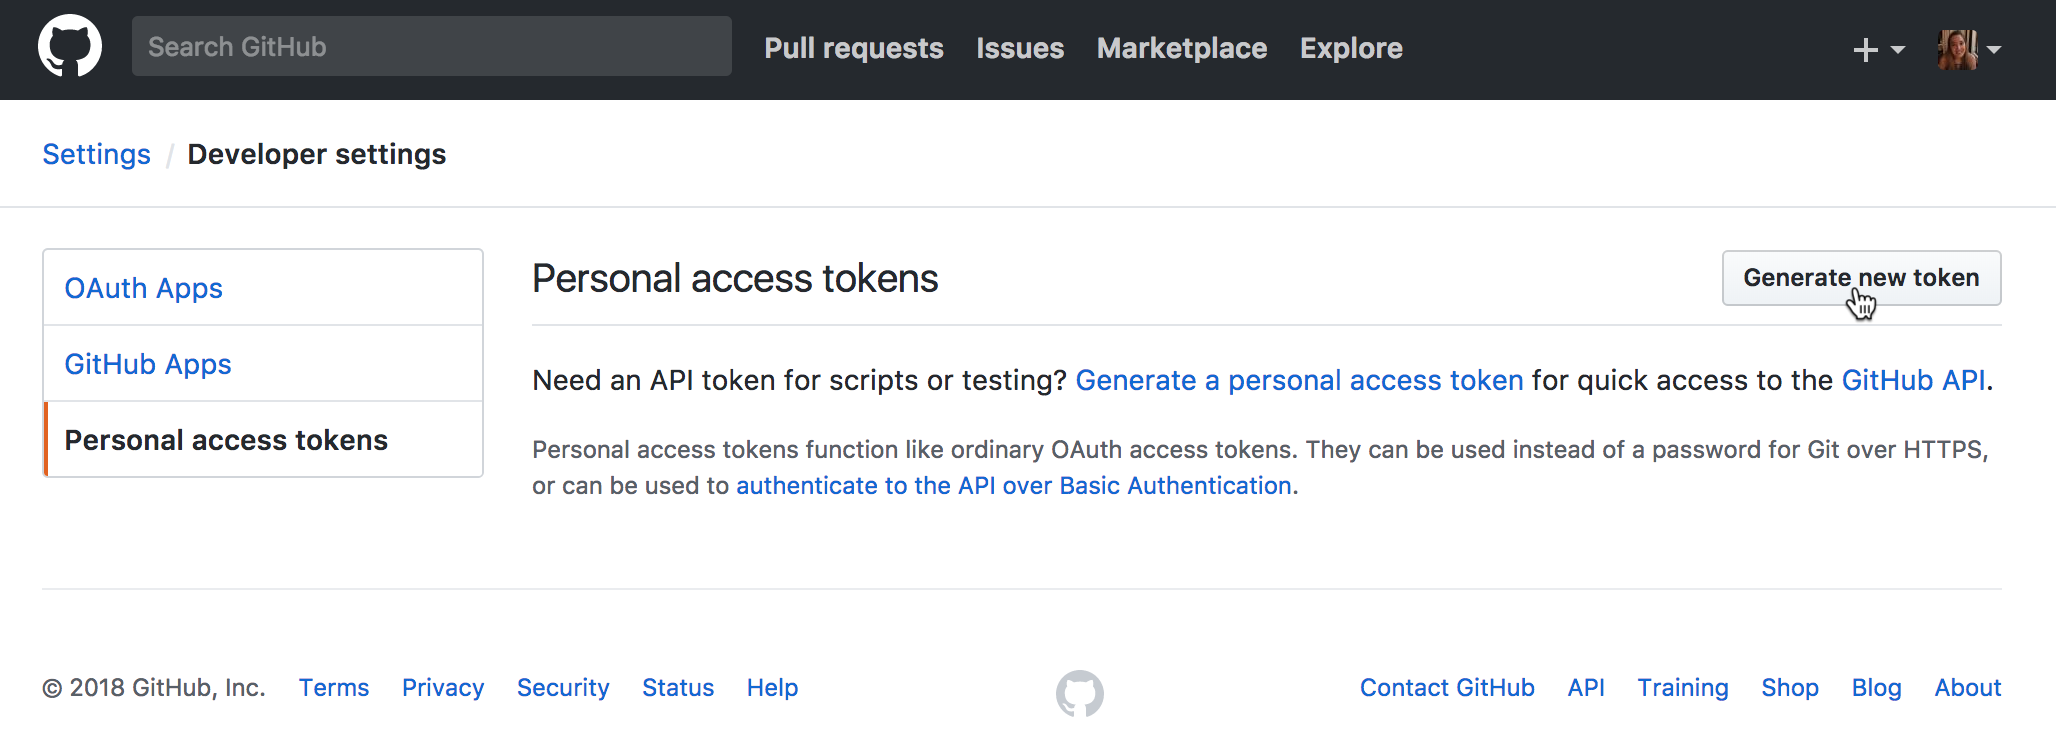 Search GitHub
Pull requests
Issues
Marketplace
Explore
Settings / Developer settings
OAuth Apps
GitHub Apps
Personal access tokens
Personal access tokens
Generate new token
Need an API token for scripts or testing? Generate a personal access token for quick access to the GitHub API.
Personal access tokens function like ordinary OAuth access tokens. They can be used instead of a password for Git over HTTPS,
or can be used to authenticate to the API over Basic Authentication.
© 2018 GitHub, Inc. Terms Privacy Security Status Help
Contact GitHub API Training Shop Blog About